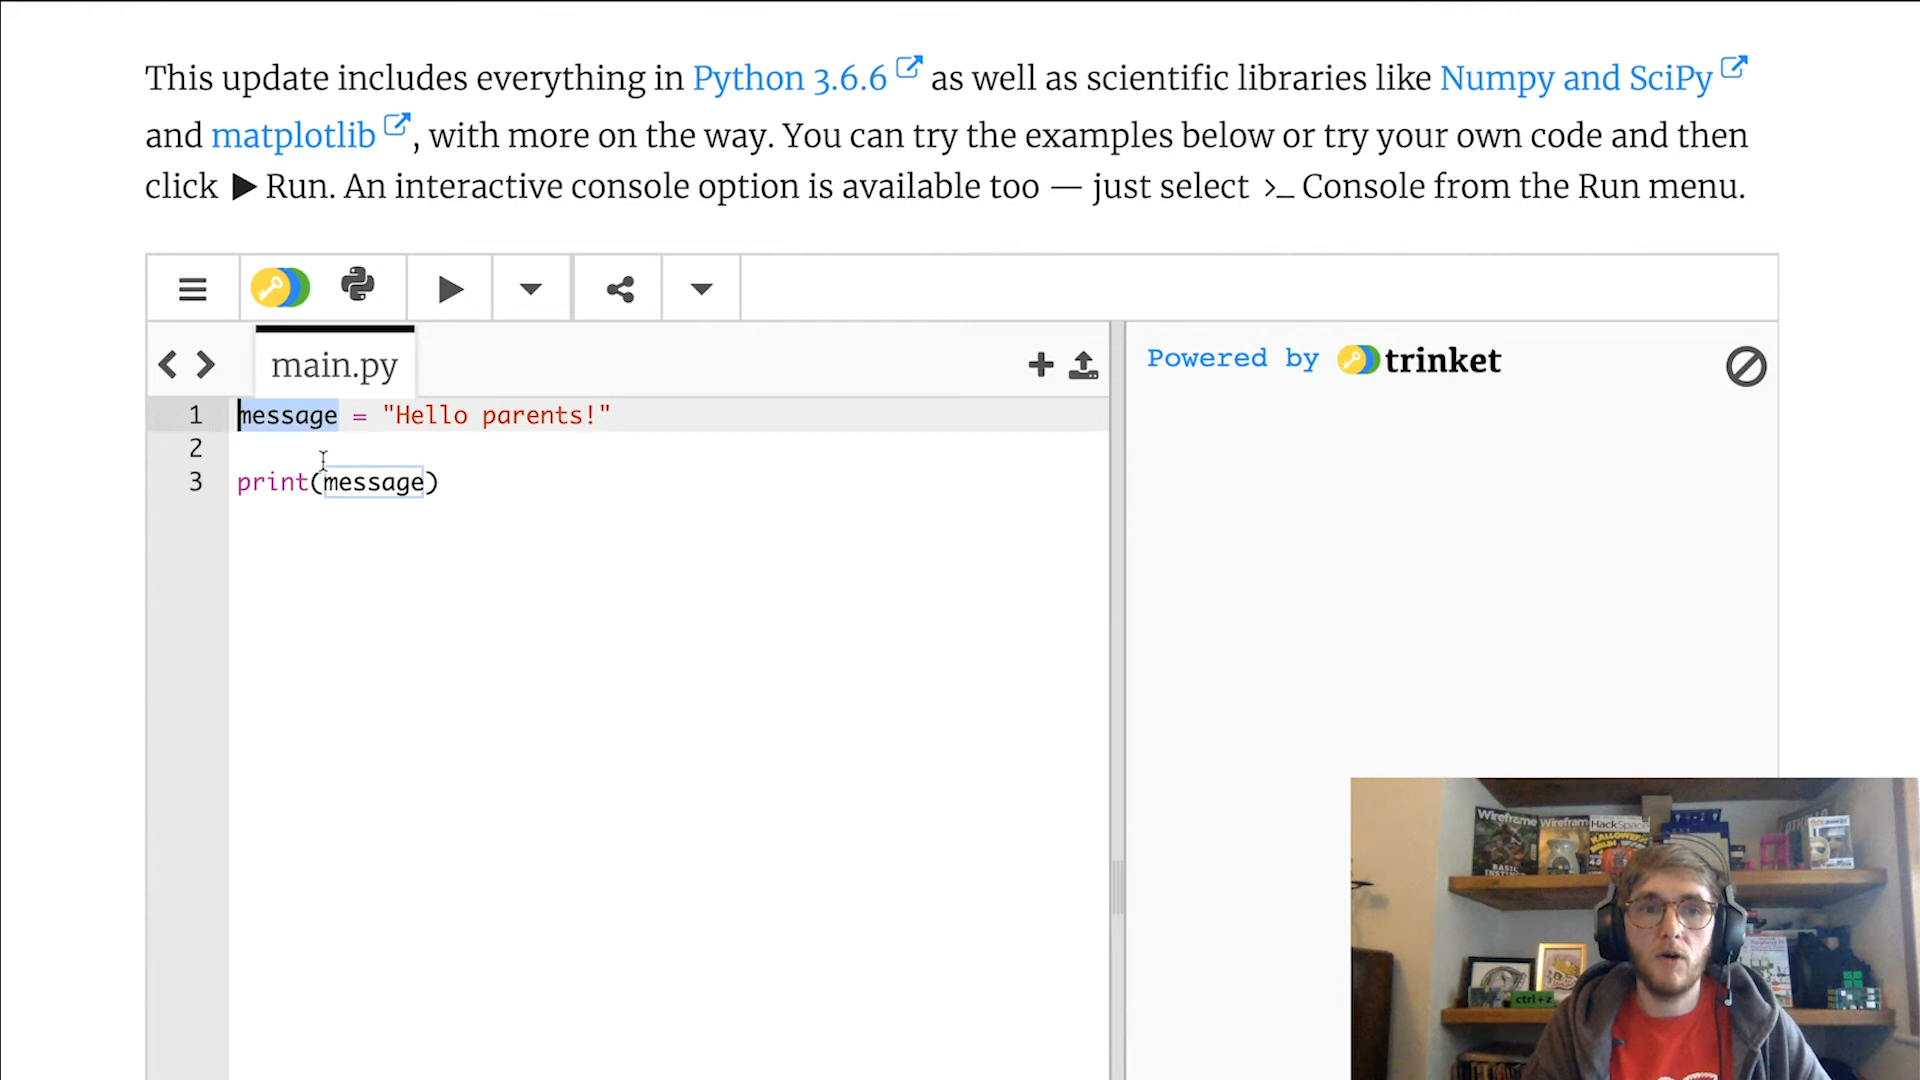 This update includes everything in Python 3.6.6 as well as scientific libraries like Numpy and SciPy
and matplotlib, with more on the way. You can try the examples below or try your own code and then
click ▶ Run. An interactive console option is available too — just select >_ Console from the Run menu.
main.py
Powered by trinket
1 message = "Hello parents!"
2
3 print(message)
Wireframe
Wireframe
HackSpace
HALLOWEEN
BASIC
ctrl+z